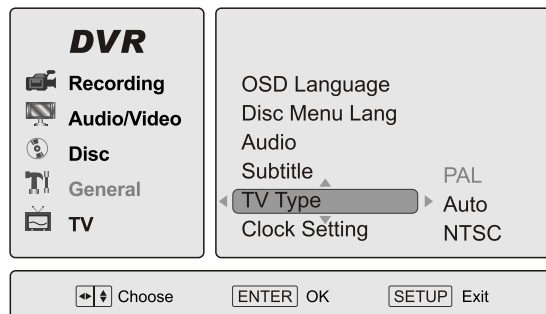 DVR
Recording
Audio/Video
Disc
General
TV
OSD Language
Disc Menu Lang
Audio
Subtitle
TV Type
Clock Setting
PAL
Auto
NTSC
Choose
ENTER OK
SETUP Exit